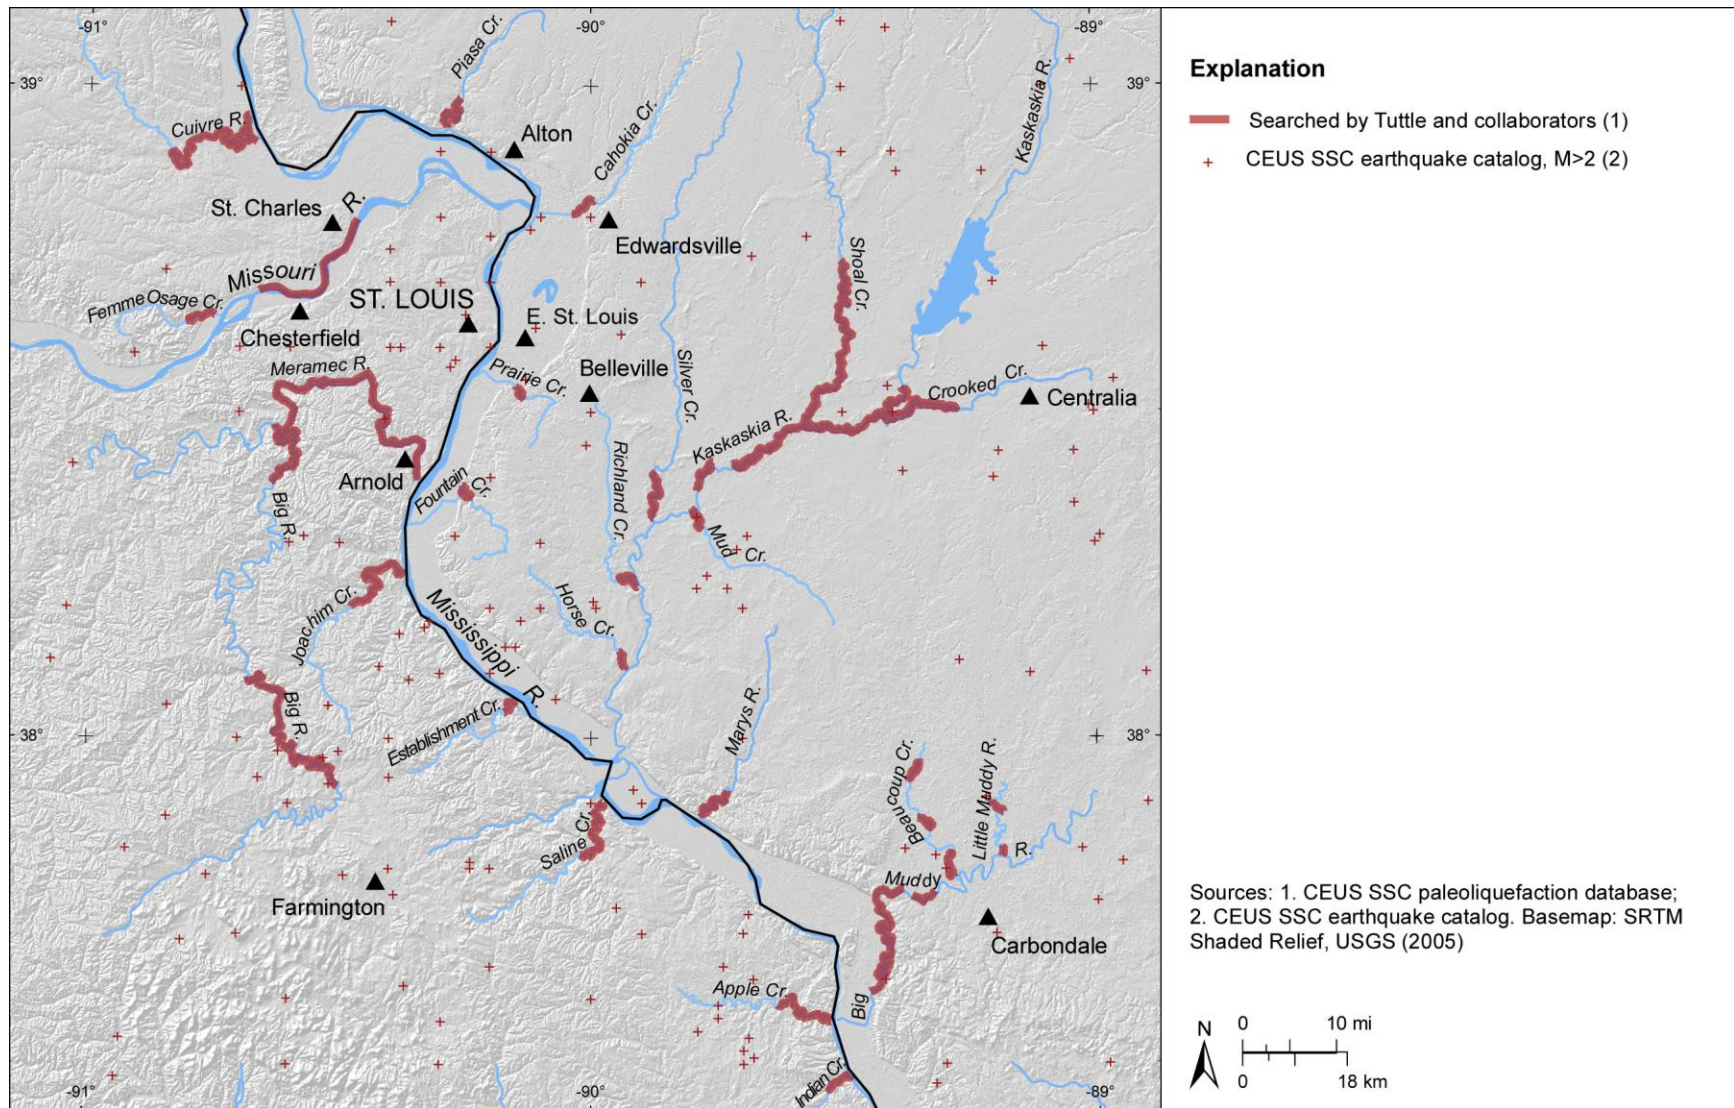 -91°
-90°
-89°
39°
39°
Piasa Cr.
Cuivre R.
Alton
Cahokia Cr.
Kaskaskia R.
St. Charles
R.
Edwardsville
Missouri
Shoal Cr.
Femme Osage Cr.
ST. LOUIS
E. St. Louis
Chesterfield
Meramec R.
Prairie Cr.
Belleville
Silver Cr.
Crooked Cr.
Centralia
Kaskaskia R.
Richland Cr.
Arnold
Fountain Cr.
Big R.
Mud Cr.
Joachim Cr.
Horse Cr.
Mississippi R.
Big R.
Establishment Cr.
Marys R.
38°
38°
Beaucoup Cr.
Little Muddy R.
R.
Saline Cr.
Muddy
Farmington
Carbondale
Apple Cr.
Big
Indian Cr.
-91°
-90°
-89°
Explanation
Searched by Tuttle and collaborators (1)
CEUS SSC earthquake catalog, M>2 (2)
Sources: 1. CEUS SSC paleoliquefaction database;
2. CEUS SSC earthquake catalog. Basemap: SRTM
Shaded Relief, USGS (2005)
N
0 10 mi
0 18 km